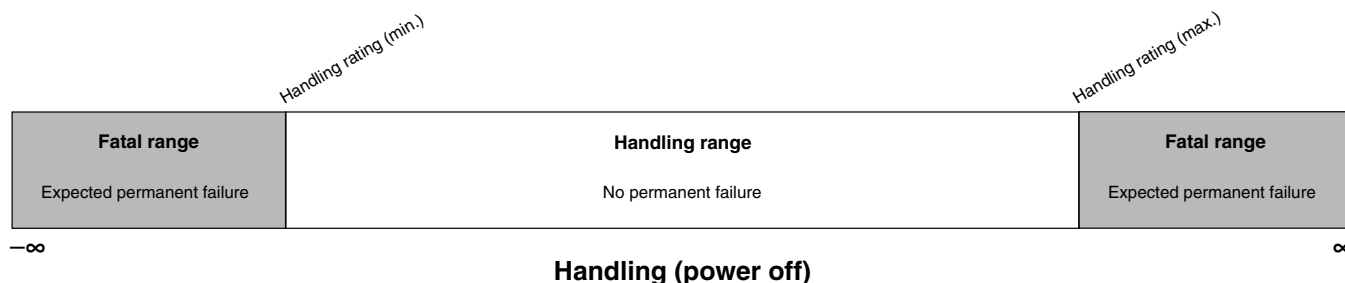 Handling rating (min.)
Handling rating (max.)
Fatal range
Handling range
Fatal range
Expected permanent failure
No permanent failure
Expected permanent failure
–∞
∞
Handling (power off)